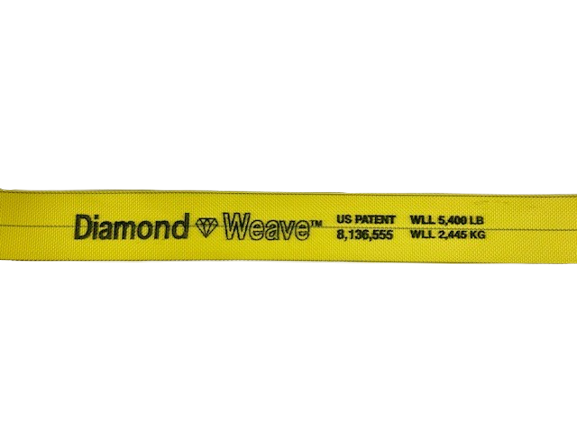 Diamond Weave™
US PATENT
8,136,555
WLL 5,400 LB
WLL 2,445 KG